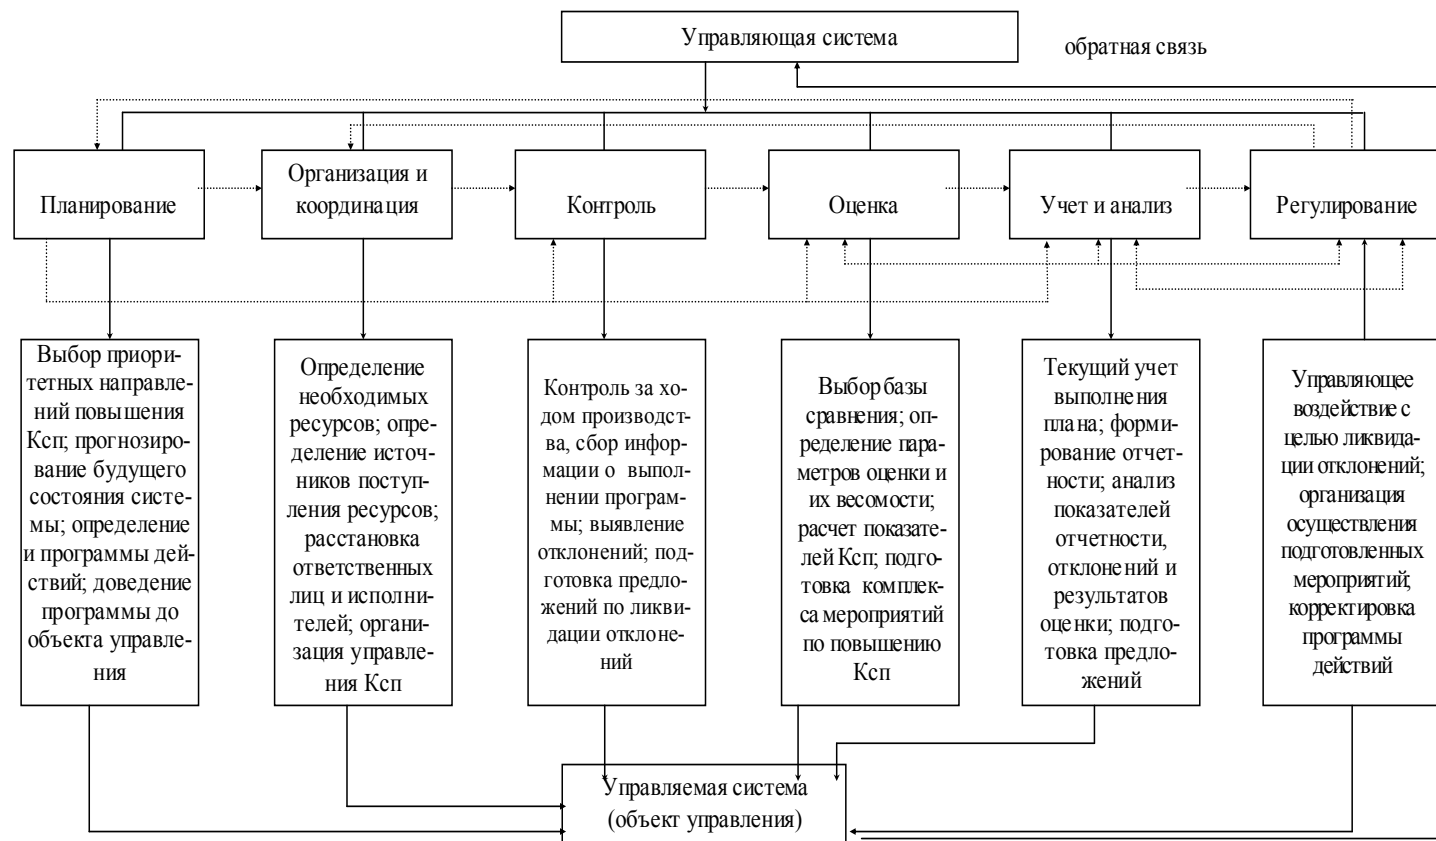 Управляющая система
обратная связь
Планирование
Организация и
координация
Контроль
Оценка
Учет и анализ
Регулирование
Выбор приори-
тетных направле-
ний повышения
Ксп; прогнозиро-
вание будущего
состояния систе-
мы; определение
и программы дей-
ствий; доведение
программы до
объекта управле-
ния
Определение
необходимых
ресурсов; опре-
деление источ-
ников поступ-
ления ресурсов;
расстановка
ответственных
лиц и исполни-
телей; органи-
зация управле-
ния Ксп
Контроль за хо-
дом производст-
ва, сбор инфор-
мации о выпол-
нении програм-
мы; выявление
отклонений; под-
готовка предло-
жений по ликви-
дации отклоне-
ний
Выбор базы
сравнения; оп-
ределение пара-
метров оценки и
их весомости;
расчет показате-
лей Ксп; подго-
товка комплек-
са мероприятий
по повышению
Ксп
Текущий учет
выполнения
плана; форми-
рование отчет-
ности; анализ
показателей
отчетности,
отклонений и
результатов
оценки; подго-
товка предло-
жений
Управляющее
воздействие с
целью ликвида-
ции отклонений;
организация
осуществления
подготовленных
мероприятий;
корректировка
программы
действий
Управляемая система
(объект управления)